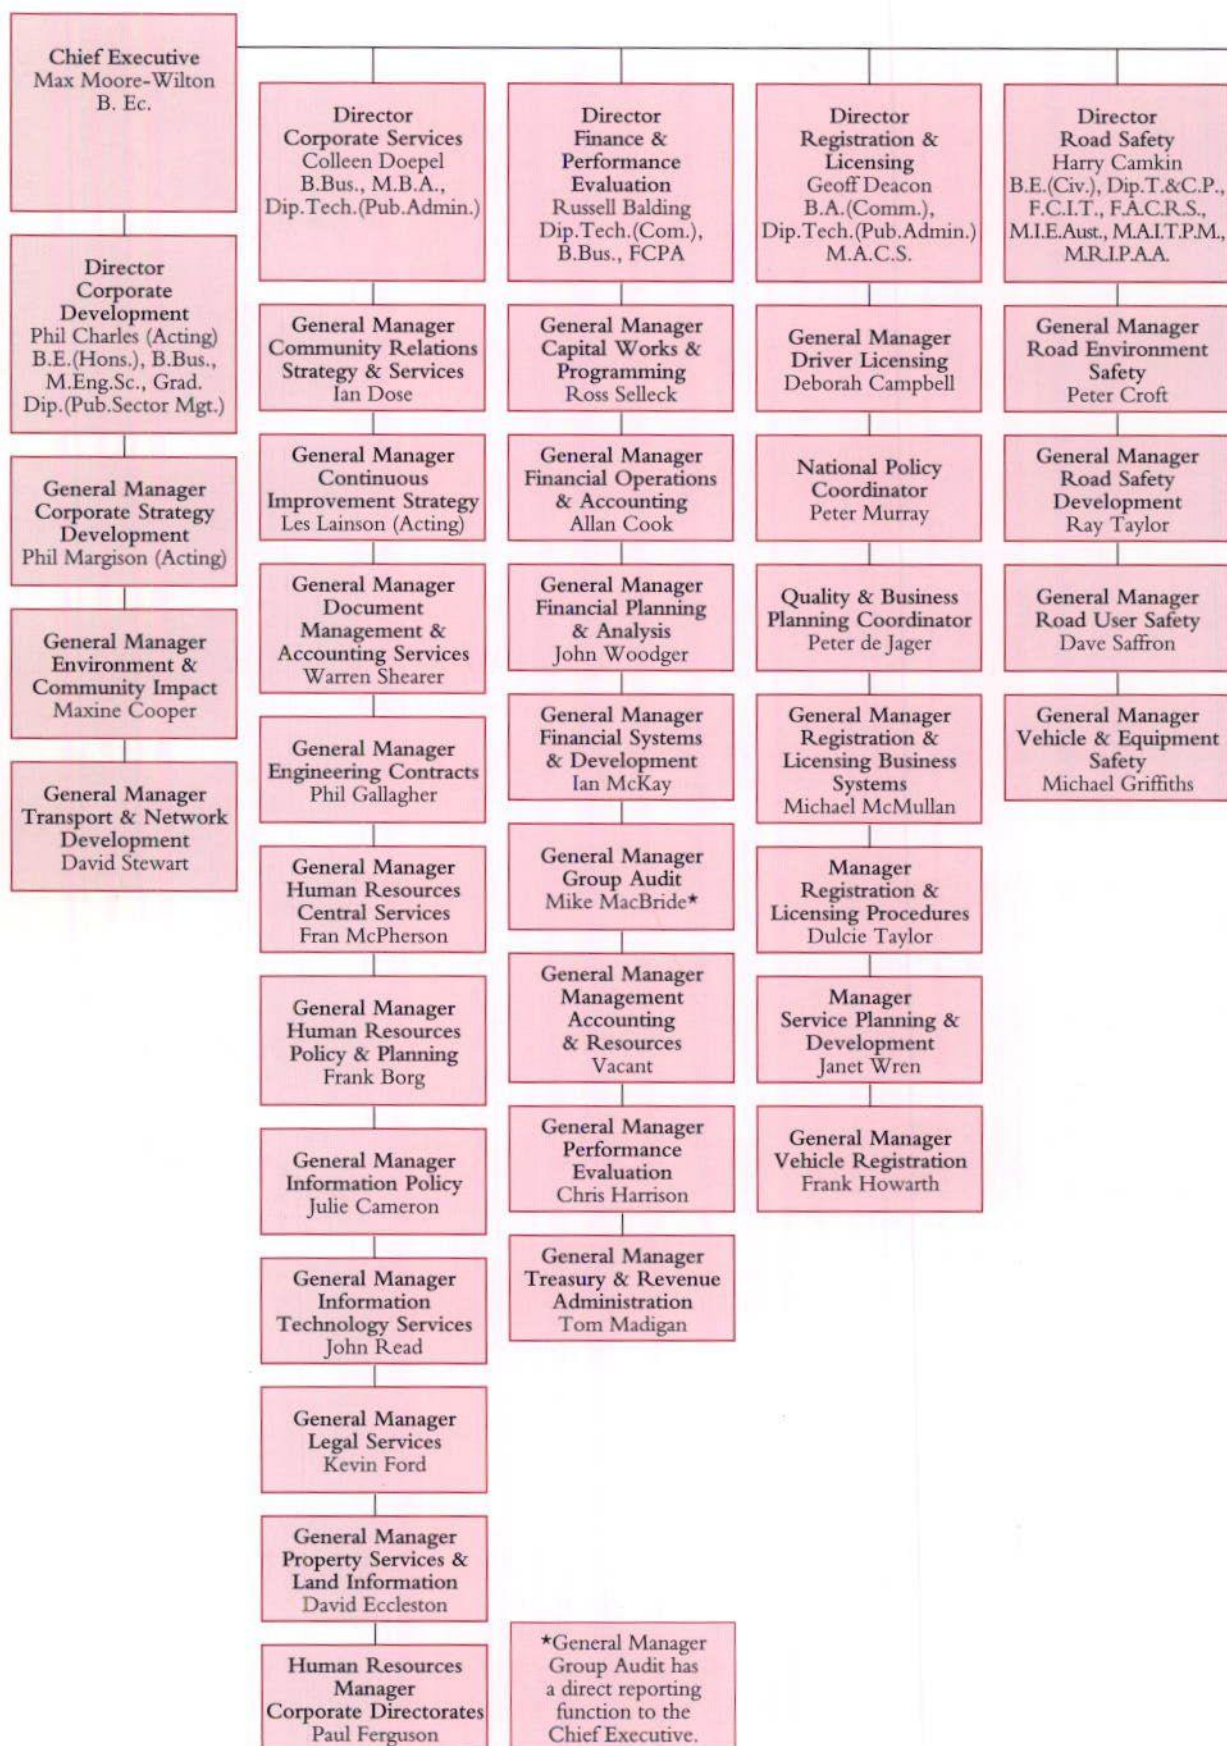 Chief Executive
Max Moore-Wilton
B. Ec.
Director
Corporate
Development
Phil Charles (Acting)
B.E.(Hons.), B.Bus.,
M.Eng.Sc., Grad.
Dip.(Pub.Sector Mgt.)
General Manager
Corporate Strategy
Development
Phil Margison (Acting)
General Manager
Environment &
Community Impact
Maxine Cooper
General Manager
Transport & Network
Development
David Stewart
Director
Corporate Services
Colleen Doepel
B.Bus., M.B.A.,
Dip.Tech.(Pub.Admin.)
General Manager
Community Relations
Strategy & Services
Ian Dose
General Manager
Continuous
Improvement Strategy
Les Lainson (Acting)
General Manager
Document
Management &
Accounting Services
Warren Shearer
General Manager
Engineering Contracts
Phil Gallagher
General Manager
Human Resources
Central Services
Fran McPherson
General Manager
Human Resources
Policy & Planning
Frank Borg
General Manager
Information Policy
Julie Cameron
General Manager
Information
Technology Services
John Read
General Manager
Legal Services
Kevin Ford
General Manager
Property Services &
Land Information
David Eccleston
Human Resources
Manager
Corporate Directorates
Paul Ferguson
Director
Finance &
Performance
Evaluation
Russell Balding
Dip.Tech.(Com.),
B.Bus., FCPA
General Manager
Capital Works &
Programming
Ross Selleck
General Manager
Financial Operations
& Accounting
Allan Cook
General Manager
Financial Planning
& Analysis
John Woodger
General Manager
Financial Systems
& Development
Ian McKay
General Manager
Group Audit
Mike MacBride★
General Manager
Management
Accounting
& Resources
Vacant
General Manager
Performance
Evaluation
Chris Harrison
General Manager
Treasury & Revenue
Administration
Tom Madigan
★General Manager
Group Audit has
a direct reporting
function to the
Chief Executive.
Director
Registration &
Licensing
Geoff Deacon
B.A.(Comm.),
Dip.Tech.(Pub.Admin.)
M.A.C.S.
General Manager
Driver Licensing
Deborah Campbell
National Policy
Coordinator
Peter Murray
Quality & Business
Planning Coordinator
Peter de Jager
General Manager
Registration &
Licensing Business
Systems
Michael McMullan
Manager
Registration &
Licensing Procedures
Dulcie Taylor
Manager
Service Planning &
Development
Janet Wren
General Manager
Vehicle Registration
Frank Howarth
Director
Road Safety
Harry Camkin
B.E.(Civ.), Dip.T.&C.P.,
F.C.I.T., F.A.C.R.S.,
M.I.E.Aust., M.A.I.T.P.M.,
M.R.I.P.A.A.
General Manager
Road Environment
Safety
Peter Croft
General Manager
Road Safety
Development
Ray Taylor
General Manager
Road User Safety
Dave Saffron
General Manager
Vehicle & Equipment
Safety
Michael Griffiths